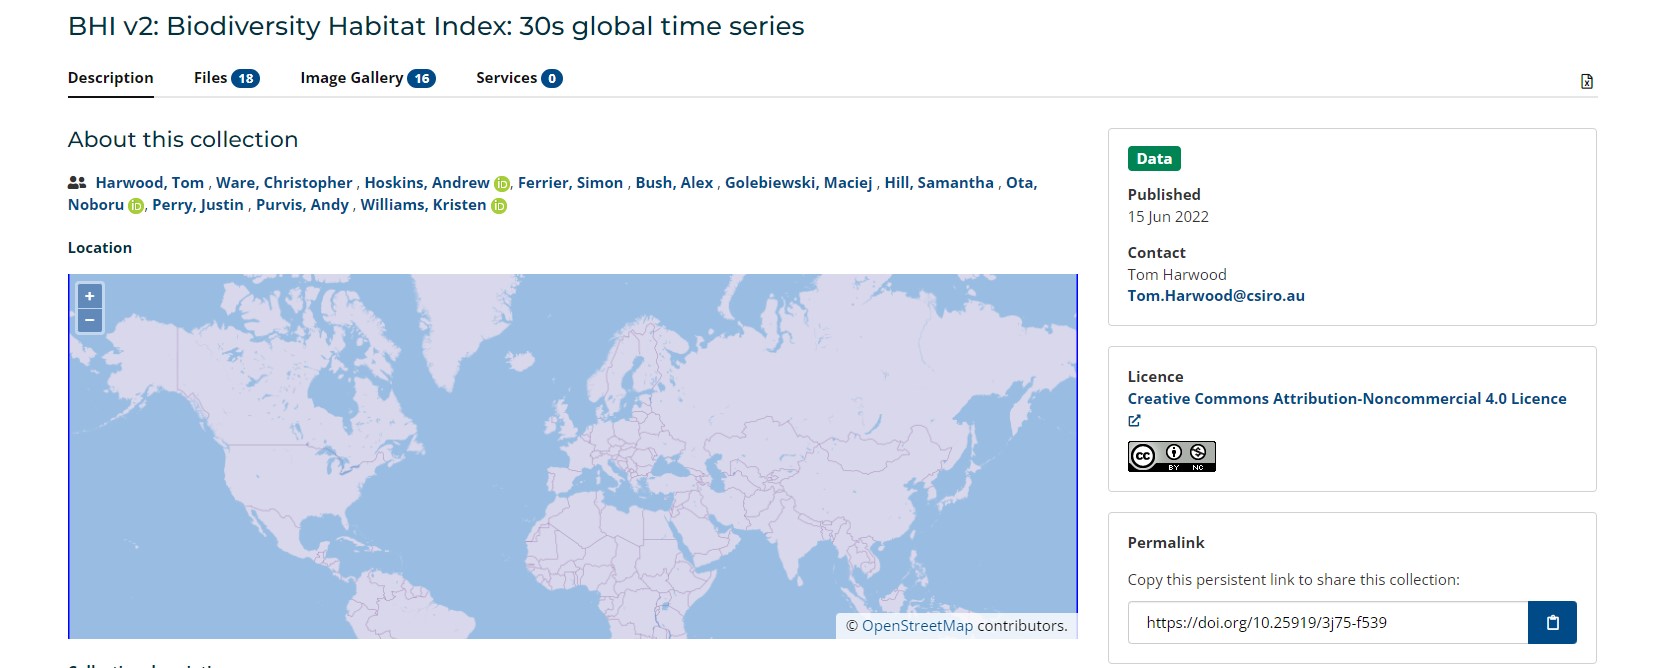 BHI v2: Biodiversity Habitat Index: 30s global time series
Description Files 18 Image Gallery 16 Services 0
About this collection
Harwood, Tom , Ware, Christopher , Hoskins, Andrew iD, Ferrier, Simon , Bush, Alex , Golebiewski, Maciej , Hill, Samantha , Ota,
Noboru iD, Perry, Justin , Purvis, Andy , Williams, Kristen iD
Location
+
−
© OpenStreetMap contributors.
Data
Published
15 Jun 2022
Contact
Tom Harwood
Tom.Harwood@csiro.au
Licence
Creative Commons Attribution-Noncommercial 4.0 Licence
cc
BY NC
Permalink
Copy this persistent link to share this collection:
https://doi.org/10.25919/3j75-f539